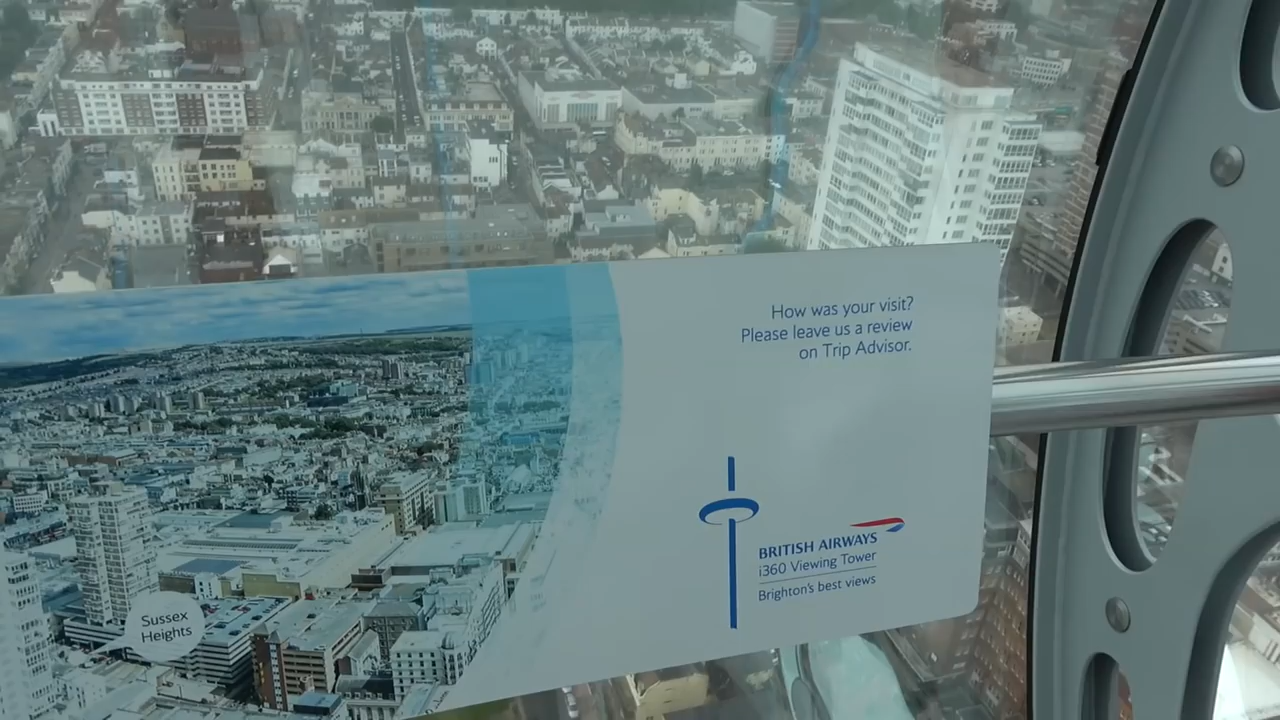 How was your visit?
Please leave us a review
on Trip Advisor.
BRITISH AIRWAYS
i360 Viewing Tower
Brighton's best views
Sussex
Heights